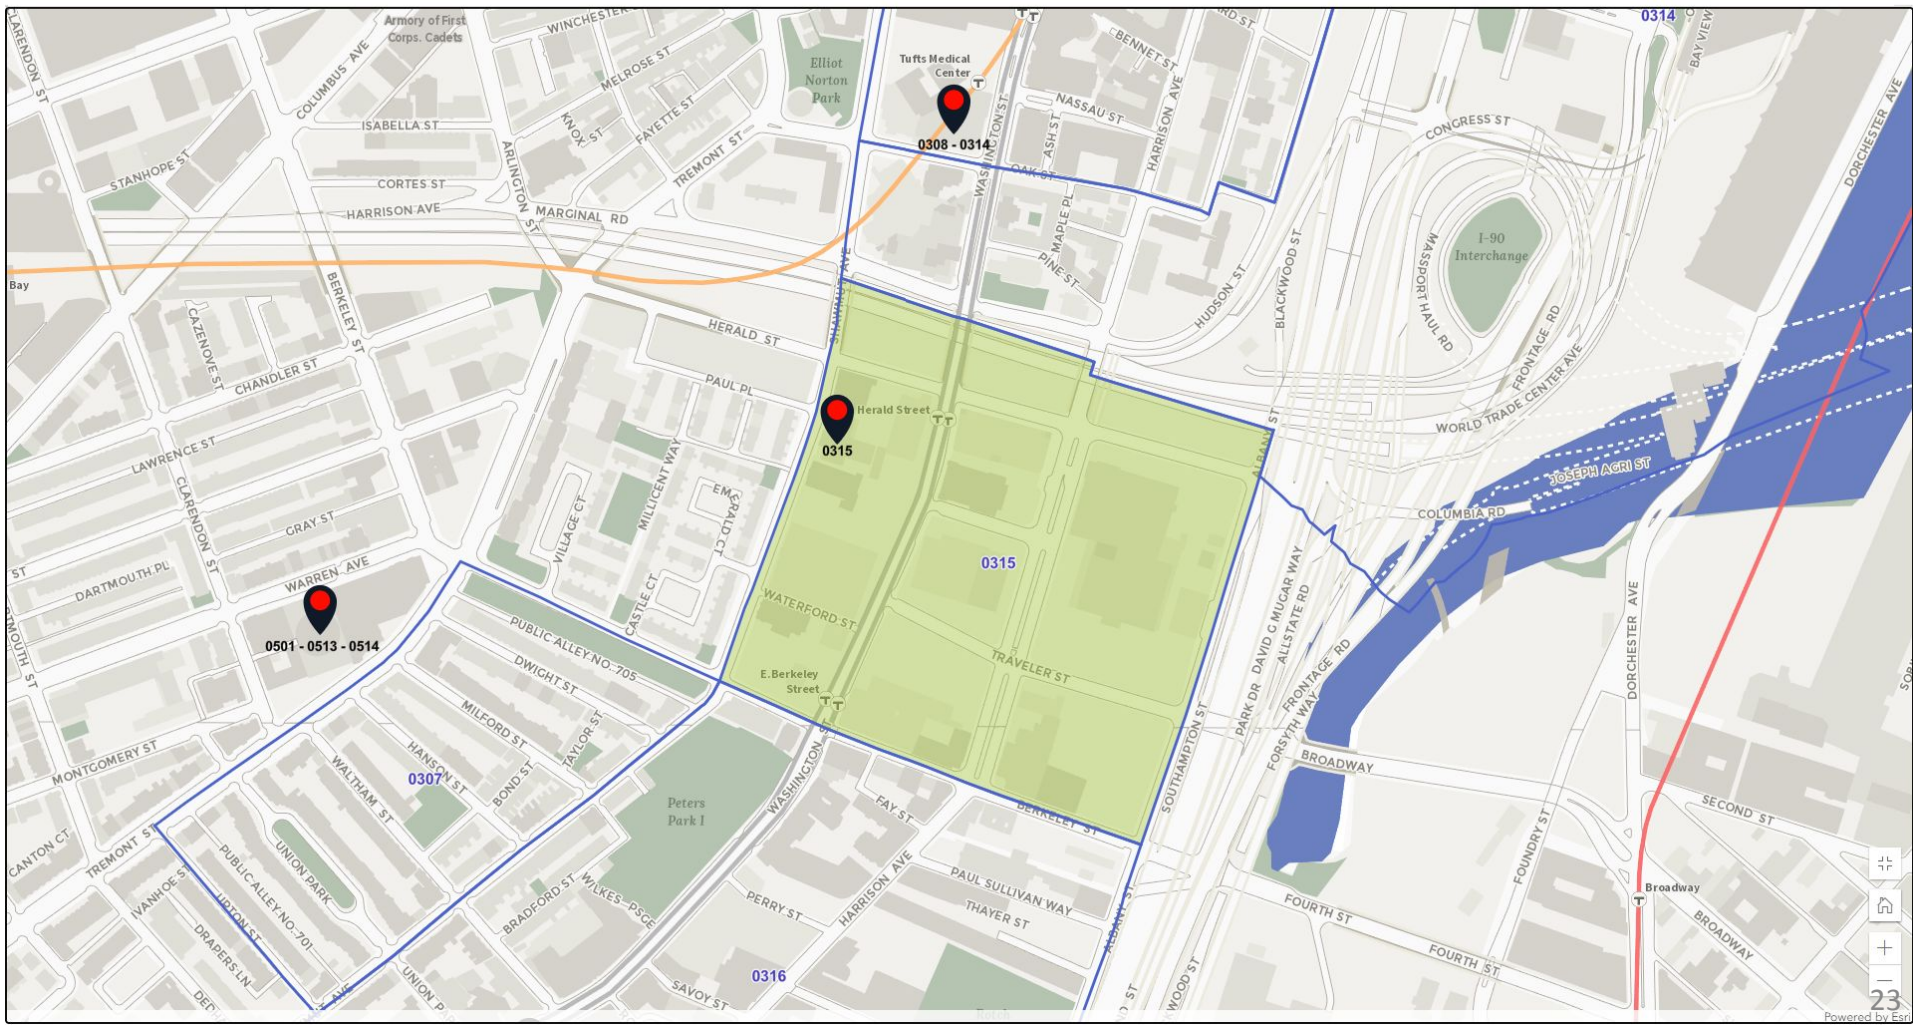 0314
Armory of First
Corps. Cadets
WINCHESTER
CLARENDON ST
COLUMBUS AVE
MELROSE ST
Elliot
Norton
Park
Tufts Medical
Center
BENNET ST
BAY VIEW
NASSAU ST
HARRISON AVE
DORCHESTER AVE
ISABELLA ST
KNOX ST
FAYETTE ST
TREMONT ST
0308 - 0314
WASHINGTON ST
ASH ST
OAK ST
CONGRESS ST
STANHOPE ST
CORTES ST
ARLINGTON ST
HARRISON AVE
MARGINAL RD
MAPLE PL
PINE ST
HUDSON ST
BLACKWOOD ST
MASSPORT HAUL RD
I-90
Interchange
Bay
BERKELEY ST
SHAWMUT AVE
HERALD ST
FRONTAGE RD
CAZENOVE ST
CHANDLER ST
PAUL PL
WORLD TRADE CENTER AVE
Herald Street
0315
ALBANY ST
LAWRENCE ST
CLARENDON ST
MILLICENT WAY
EMERALD CT
VILLAGE CT
GRAY ST
JOSEPH AGRI ST
COLUMBIA RD
WARREN AVE
DARTMOUTH PL
ST
0315
CASTLE CT
WATERFORD ST
DAVID G MUGAR WAY
ALLSTATE RD
DORCHESTER AVE
0501 - 0513 - 0514
PUBLIC ALLEY NO. 705
DWIGHT ST
TRAVELER ST
E.Berkeley
Street
PARK DR
FRONTAGE RD
FORSYTH WAY
MILFORD ST
TAYLOR ST
HANSON ST
BOND ST
WALTHAM ST
0307
MONTGOMERY ST
WASHINGTON ST
SOUTHAMPTON ST
BROADWAY
Peters
Park I
FAY ST
BERKELEY ST
SECOND ST
CANTON CT
TREMONT ST
IVANHOE ST
UNION PARK
PUBLIC ALLEY NO. 701
UPTON ST
DRAPERS LN
BRADFORD ST
WILKES PSGE
PERRY ST
HARRISON AVE
PAUL SULLIVAN WAY
THAYER ST
ALBANY ST
FOURTH ST
FOUNDRY ST
Broadway
BROADWAY
FOURTH ST
0316
SAVOY ST
23
Powered by Esri